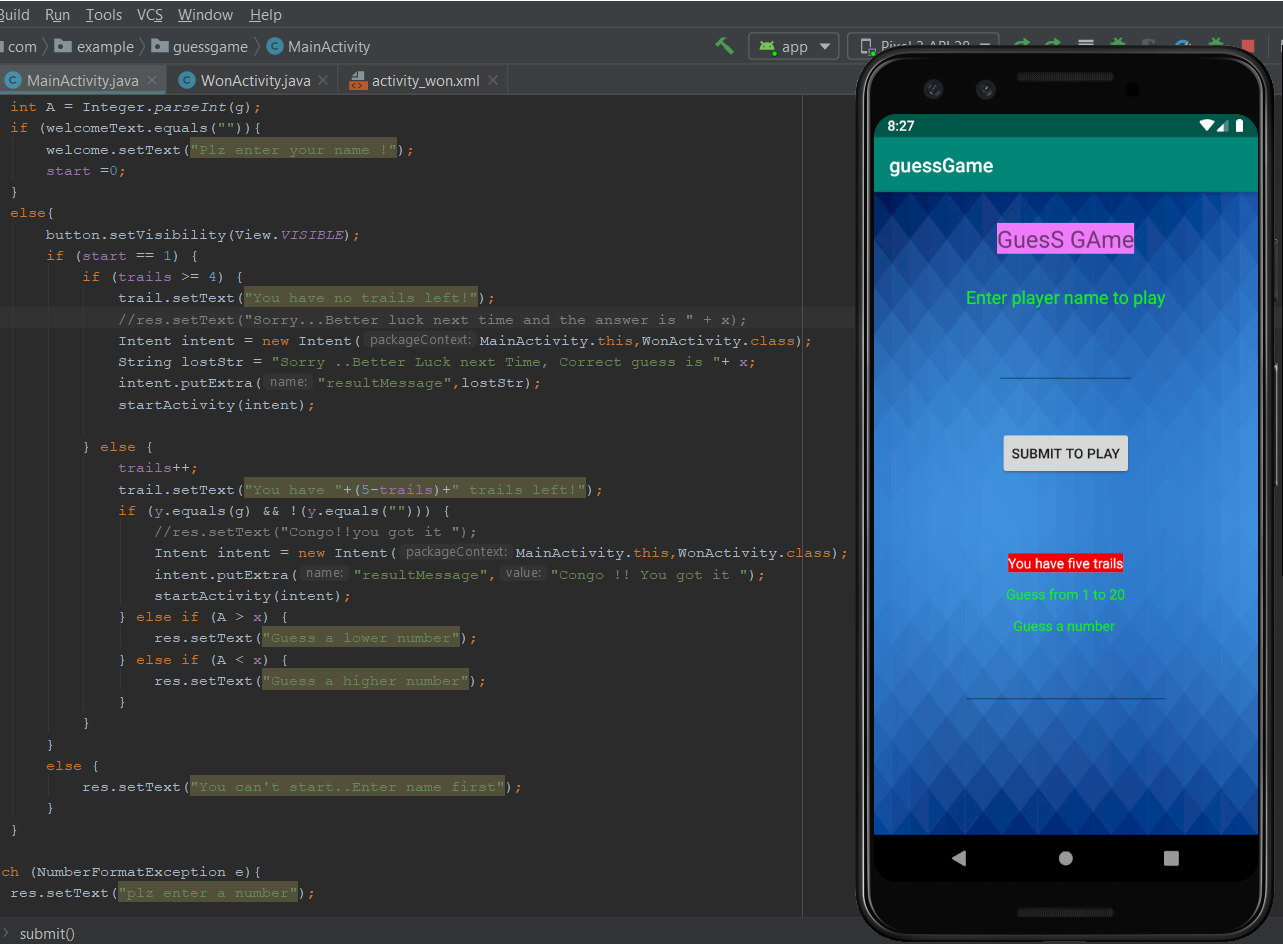 Build Run Tools VCS Window Help
com example guessgame MainActivity
app
MainActivity.java WonActivity.java activity_won.xml
int A = Integer.parseInt(g);
if (welcomeText.equals("")){
welcome.setText("Plz enter your name !");
start =0;
}
else{
button.setVisibility(View.VISIBLE);
if (start == 1) {
if (trails >= 4) {
trail.setText("You have no trails left!");
//res.setText("Sorry...Better luck next time and the answer is " + x);
Intent intent = new Intent( packageContext: MainActivity.this,WonActivity.class);
String lostStr = "Sorry ..Better Luck next Time, Correct guess is "+ x;
intent.putExtra( name: "resultMessage",lostStr);
startActivity(intent);
} else {
trails++;
trail.setText("You have "+(5-trails)+" trails left!");
if (y.equals(g) && !(y.equals(""))) {
//res.setText("Congo!!you got it ");
Intent intent = new Intent( packageContext: MainActivity.this,WonActivity.class);
intent.putExtra( name: "resultMessage", value: "Congo !! You got it ");
startActivity(intent);
} else if (A > x) {
res.setText("Guess a lower number");
} else if (A < x) {
res.setText("Guess a higher number");
}
}
}
else {
res.setText("You can't start..Enter name first");
}
}
ch (NumberFormatException e){
res.setText("plz enter a number");
submit()
8:27
guessGame
GuesS GAme
Enter player name to play
SUBMIT TO PLAY
You have five trails
Guess from 1 to 20
Guess a number